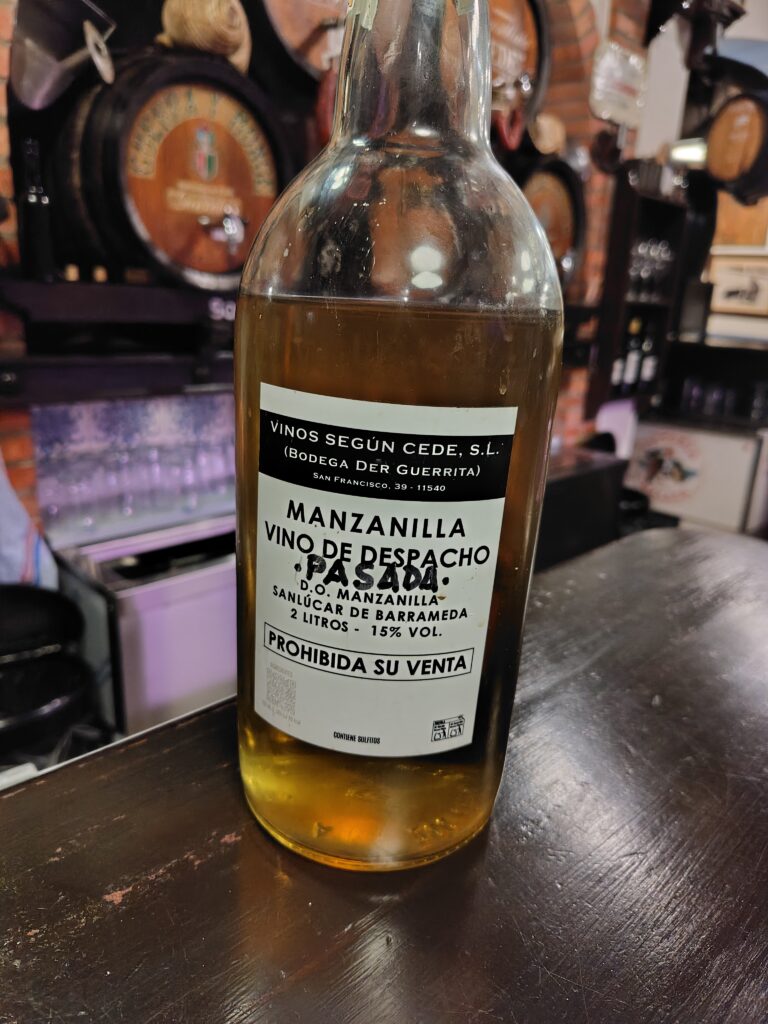 VINOS SEGÚN CEDE, S.L.
(BODEGA DER GUERRITA)
SAN FRANCISCO, 39 - 11540
MANZANILLA
VINO DE DESPACHO
·PASADA·
D.O. MANZANILLA
SANLÚCAR DE BARRAMEDA
2 LITROS - 15% VOL.
PROHIBIDA SU VENTA
CONTIENE SULFITOS